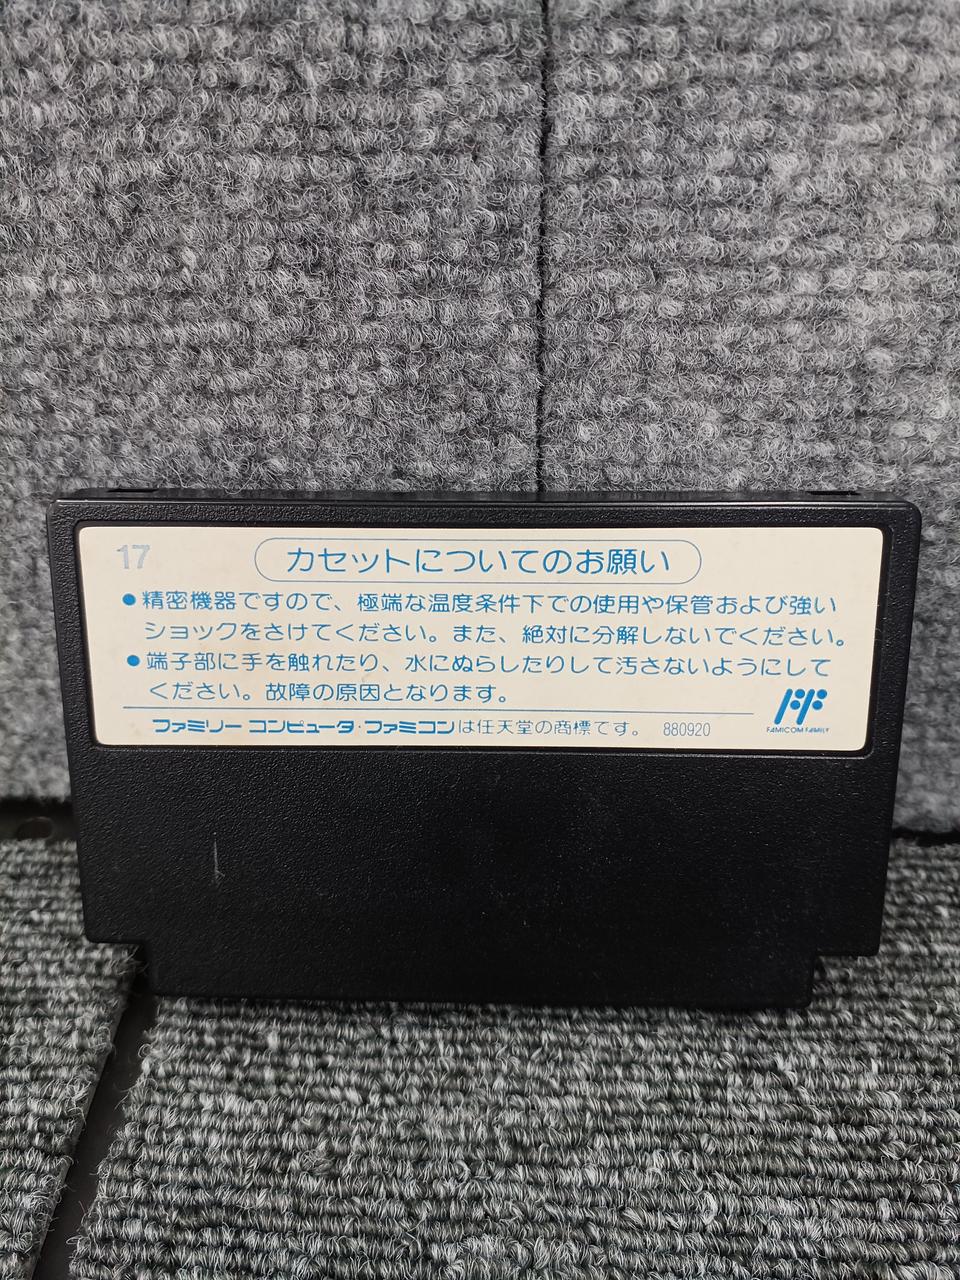 17
カセットについてのお願い
●精密機器ですので、極端な温度条件下での使用や保管および強い
ショックをさけてください。また、絶対に分解しないでください。
●端子部に手を触れたり、水にぬらしたりして汚さないようにして
ください。故障の原因となります。
ファミリー コンピュータ・ファミコンは任天堂の商標です。 880920
FAMICOM FAMILY